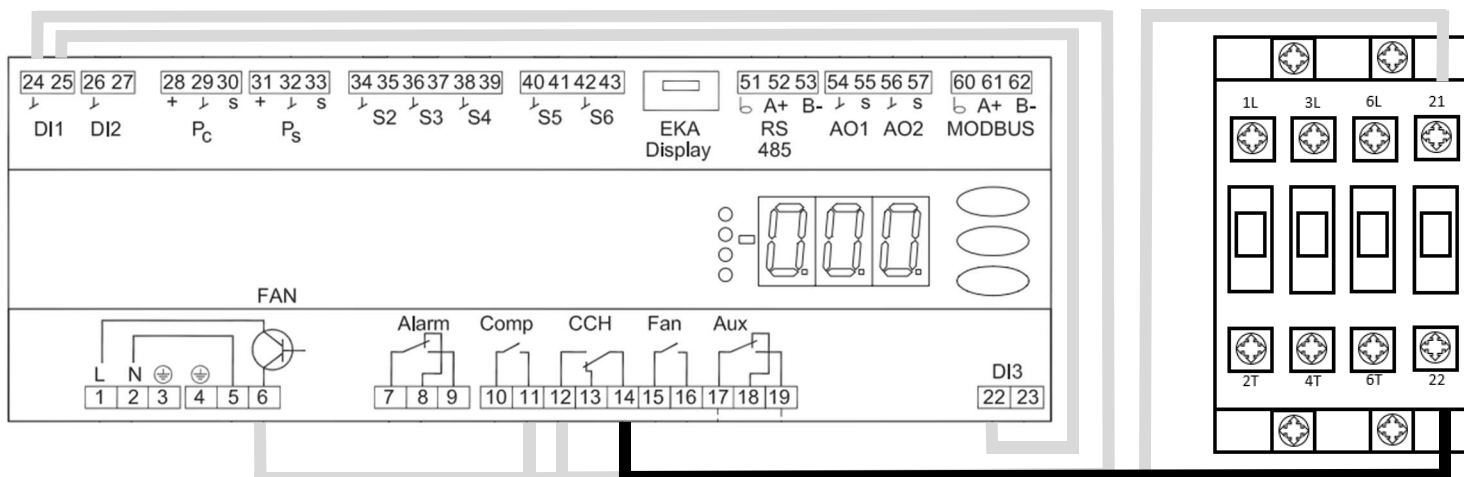 24 25 26 27 28 29 30 31 32 33 34 35 36 37 38 39 40 41 42 43 51 52 53 54 55 56 57 60 61 62
+ s + s S2 S3 S4 S5 S6 A+ B- s s A+ B-
DI1 DI2 Pc Ps EKA RS AO1 AO2 MODBUS
Display 485
FAN
Alarm Comp CCH Fan Aux
L N DI3
1 2 3 4 5 6 7 8 9 10 11 12 13 14 15 16 17 18 19 22 23
1L 3L 6L 21
2T 4T 6T 22